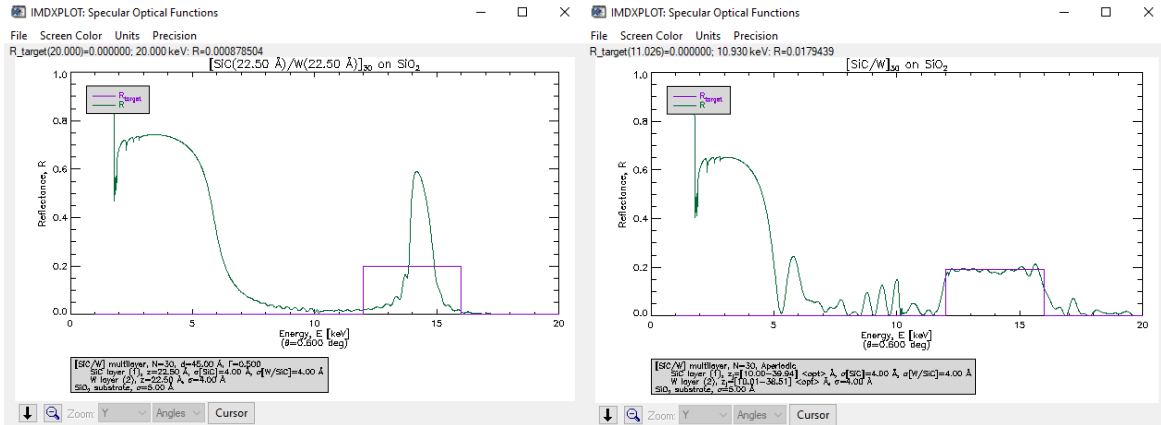 IMDXPLOT: Specular Optical Functions
File Screen Color Units Precision
R_target(20.000)=0.000000; 20.000 keV: R=0.000878504
[SiC(22.50 Å)/W(22.50 Å)]30 on SiO2
Rtarget
R
Reflectance, R
1.0
0.8
0.6
0.4
0.2
0.0
0 5 10 15 20
Energy, E [keV]
(θ=0.600 deg)
[SiC/W] multilayer, N=30, d=45.00 Å, Γ=0.500
SiC layer (1), z=22.50 Å, σ[SiC]=4.00 Å, σ[W/SiC]=4.00 Å
W layer (2), z=22.50 Å, σ=4.00 Å
SiO2 substrate, σ=5.00 Å
Zoom: Y Angles Cursor
IMDXPLOT: Specular Optical Functions
File Screen Color Units Precision
R_target(11.026)=0.000000; 10.930 keV: R=0.0179439
[SiC/W]30 on SiO2
Rtarget
R
Reflectance, R
1.0
0.8
0.6
0.4
0.2
0.0
0 5 10 15 20
Energy, E [keV]
(θ=0.600 deg)
[SiC/W] multilayer, N=30, Aperiodic
SiC layer (1), zi=[10.00-39.94] <opt> Å, σ[SiC]=4.00 Å, σ[W/SiC]=4.00 Å
W layer (2), zi=[10.01-38.51] <opt> Å, σ=4.00 Å
SiO2 substrate, σ=5.00 Å
Zoom: Y Angles Cursor